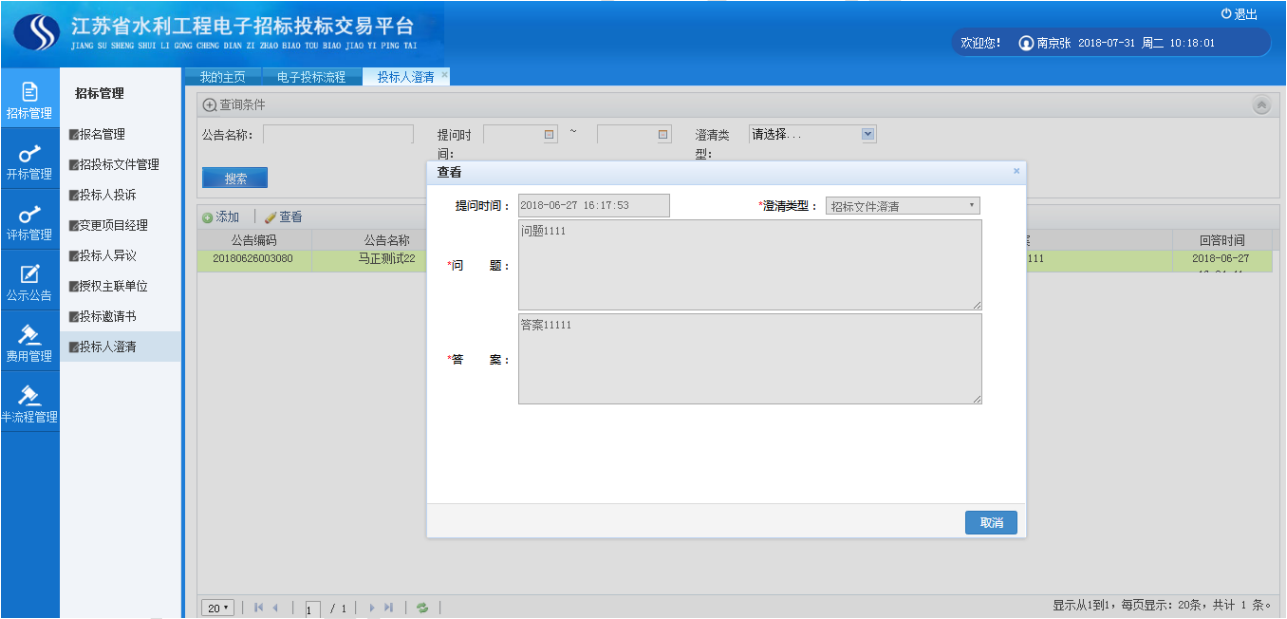 江苏省水利工程电子招标投标交易平台
JIANG SU SHENG SHUI LI GONG CHENG DIAN ZI ZHAO BIAO TOU BIAO JIAO YI PING TAI
退出
欢迎您! 南京张 2018-07-31 周二 10:18:01
我的主页 电子投标流程 投标人澄清 ×
招标管理
开标管理
评标管理
公示公告
费用管理
半流程管理
招标管理
报名管理
招投标文件管理
投标人投诉
变更项目经理
投标人异议
授权主联单位
投标邀请书
投标人澄清
查询条件
公告名称: 提问时间: ~ 澄清类型: 请选择...
搜索
添加 查看
公告编码 公告名称 回答时间
20180626003080 马正测试22 111 2018-06-27
查看 ×
提问时间: 2018-06-27 16:17:53 *澄清类型: 招标文件澄清
*问 题: 问题1111
*答 案: 答案11111
取消
20 1 / 1
显示从1到1，每页显示: 20条，共计 1 条。